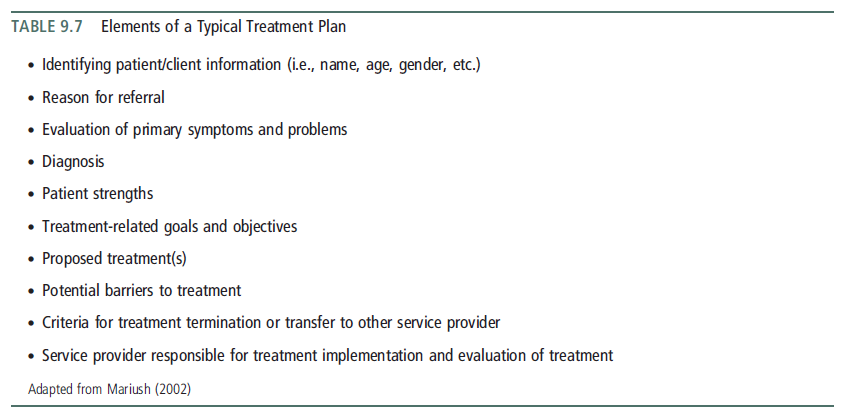 TABLE 9.7 Elements of a Typical Treatment Plan
• Identifying patient/client information (i.e., name, age, gender, etc.)
• Reason for referral
• Evaluation of primary symptoms and problems
• Diagnosis
• Patient strengths
• Treatment-related goals and objectives
• Proposed treatment(s)
• Potential barriers to treatment
• Criteria for treatment termination or transfer to other service provider
• Service provider responsible for treatment implementation and evaluation of treatment
Adapted from Mariush (2002)